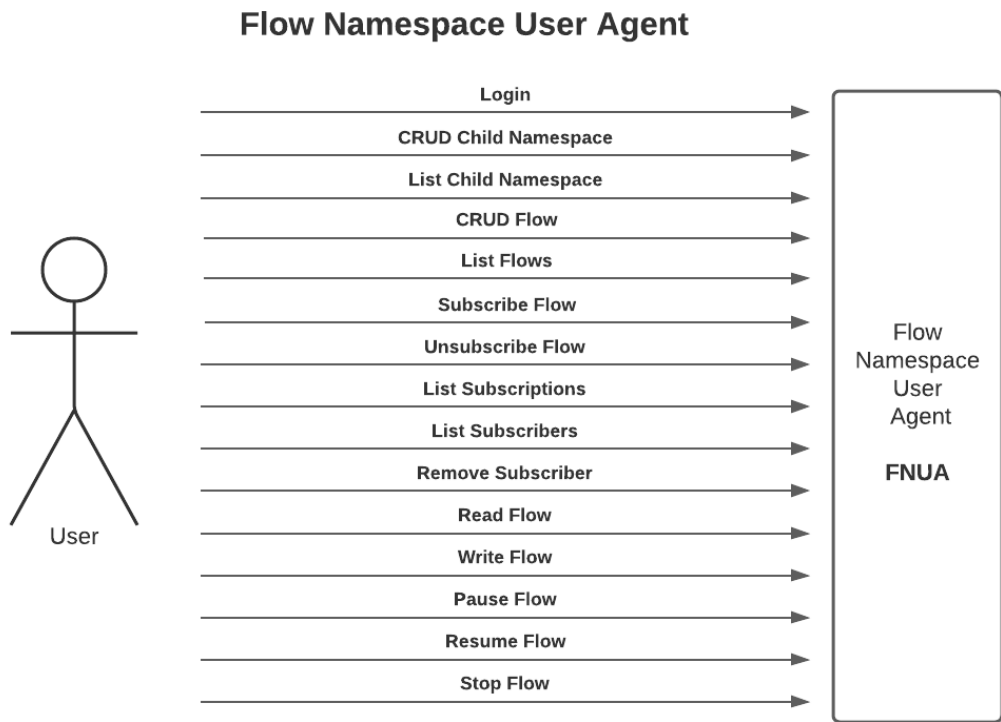 Flow Namespace User Agent
Login
CRUD Child Namespace
List Child Namespace
CRUD Flow
List Flows
Subscribe Flow
Unsubscribe Flow
List Subscriptions
List Subscribers
Remove Subscriber
Read Flow
Write Flow
Pause Flow
Resume Flow
Stop Flow
User
Flow
Namespace
User
Agent
FNUA